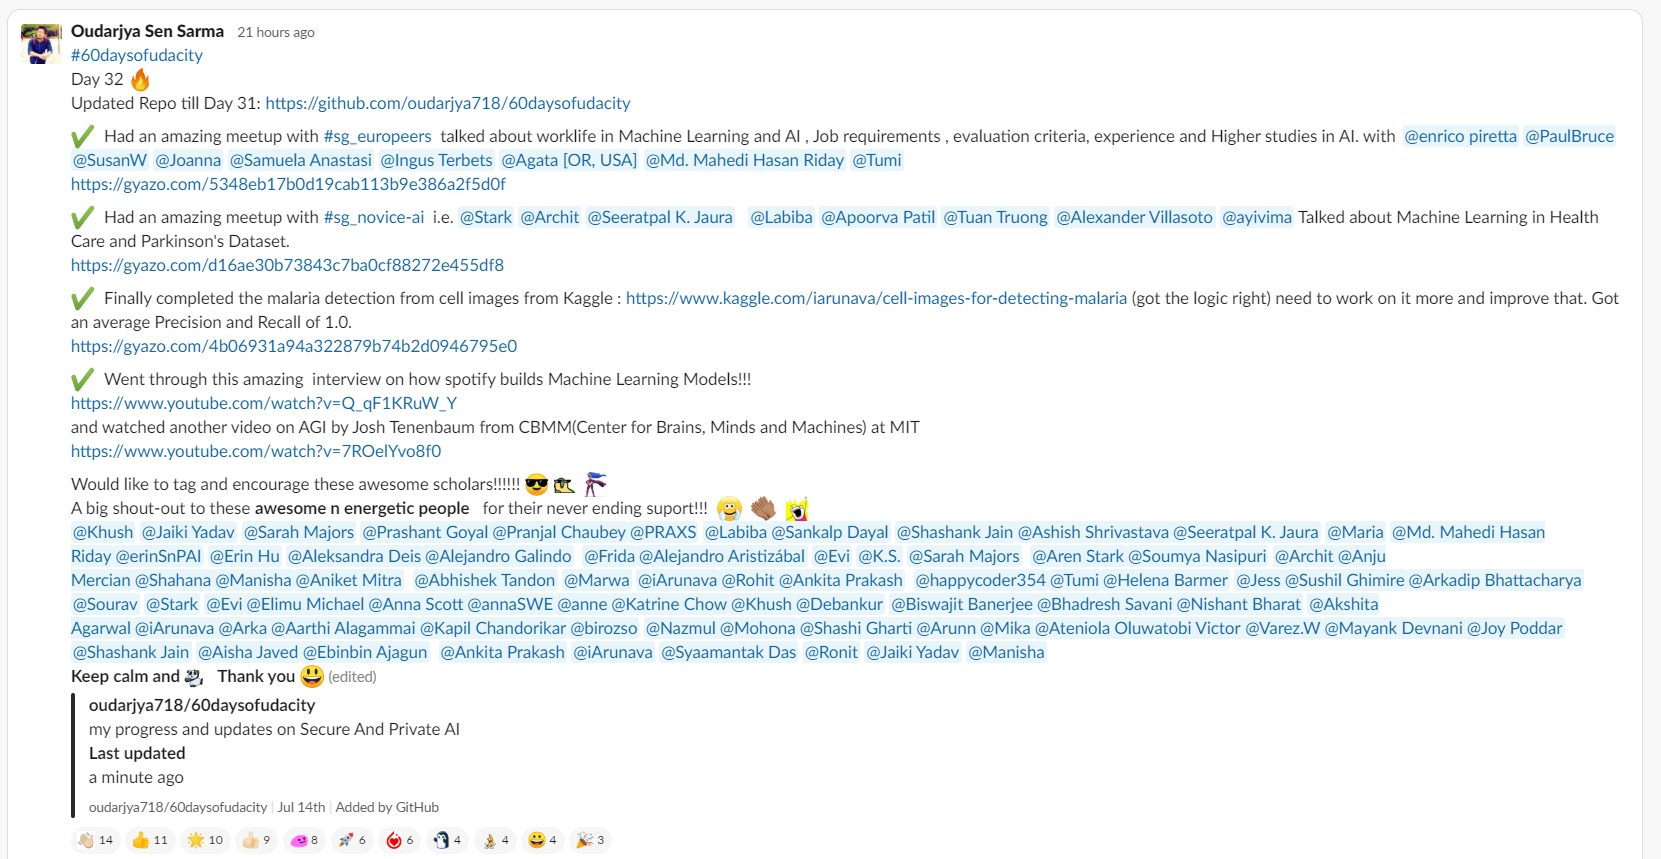 Oudarjya Sen Sarma 21 hours ago
#60daysofudacity
Day 32
Updated Repo till Day 31: https://github.com/oudarjya718/60daysofudacity
Had an amazing meetup with #sg_europeers talked about worklife in Machine Learning and AI , Job requirements , evaluation criteria, experience and Higher studies in AI. with @enrico piretta @PaulBruce
@SusanW @Joanna @Samuela Anastasi @Ingus Terbets @Agata [OR, USA] @Md. Mahedi Hasan Riday @Tumi
https://gyazo.com/5348eb17b0d19cab113b9e386a2f5d0f
Had an amazing meetup with #sg_novice-ai i.e. @Stark @Archit @Seeratpal K. Jaura @Labiba @Apoorva Patil @Tuan Truong @Alexander Villasoto @ayivima Talked about Machine Learning in Health
Care and Parkinson's Dataset.
https://gyazo.com/d16ae30b73843c7ba0cf88272e455df8
Finally completed the malaria detection from cell images from Kaggle : https://www.kaggle.com/iarunava/cell-images-for-detecting-malaria (got the logic right) need to work on it more and improve that. Got
an average Precision and Recall of 1.0.
https://gyazo.com/4b06931a94a322879b74b2d0946795e0
Went through this amazing interview on how spotify builds Machine Learning Models!!!
https://www.youtube.com/watch?v=Q_qF1KRuW_Y
and watched another video on AGI by Josh Tenenbaum from CBMM(Center for Brains, Minds and Machines) at MIT
https://www.youtube.com/watch?v=7ROelYvo8f0
Would like to tag and encourage these awesome scholars!!!!!!
A big shout-out to these awesome n energetic people for their never ending suport!!!
@Khush @Jaiki Yadav @Sarah Majors @Prashant Goyal @Pranjal Chaubey @PRAXS @Labiba @Sankalp Dayal @Shashank Jain @Ashish Shrivastava @Seeratpal K. Jaura @Maria @Md. Mahedi Hasan
Riday @erinSnPAI @Erin Hu @Aleksandra Deis @Alejandro Galindo @Frida @Alejandro Aristizábal @Evi @K.S. @Sarah Majors @Aren Stark @Soumya Nasipuri @Archit @Anju
Mercian @Shahana @Manisha @Aniket Mitra @Abhishek Tandon @Marwa @iArunava @Rohit @Ankita Prakash @happycoder354 @Tumi @Helena Barmer @Jess @Sushil Ghimire @Arkadip Bhattacharya
@Sourav @Stark @Evi @Elimu Michael @Anna Scott @annaSWE @anne @Katrine Chow @Khush @Debankur @Biswajit Banerjee @Bhadresh Savani @Nishant Bharat @Akshita
Agarwal @iArunava @Arka @Aarthi Alagammai @Kapil Chandorikar @birozso @Nazmul @Mohona @Shashi Gharti @Arunn @Mika @Ateniola Oluwatobi Victor @Varez.W @Mayank Devnani @Joy Poddar
@Shashank Jain @Aisha Javed @Ebinbin Ajagun @Ankita Prakash @iArunava @Syaamantak Das @Ronit @Jaiki Yadav @Manisha
Keep calm and Thank you (edited)
oudarjya718/60daysofudacity
my progress and updates on Secure And Private AI
Last updated
a minute ago
oudarjya718/60daysofudacity | Jul 14th | Added by GitHub
14 11 10 9 8 6 6 4 4 4 3